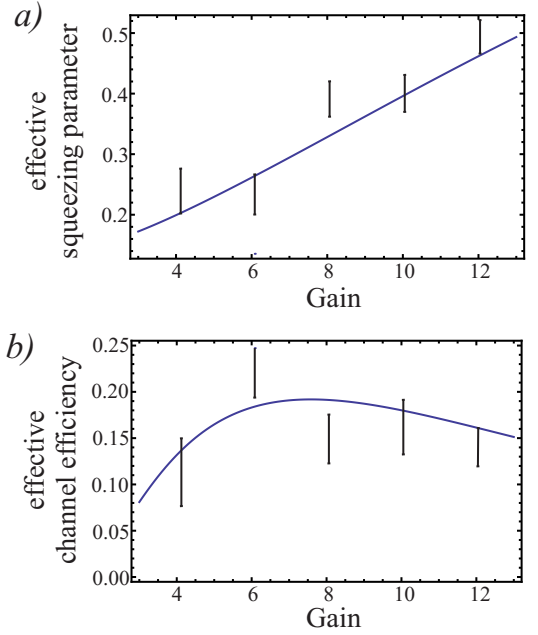 a)
effective
squeezing parameter
0.5
0.4
0.3
0.2
4 6 8 10 12
Gain
b)
effective
channel efficiency
0.25
0.20
0.15
0.10
0.05
0.00
4 6 8 10 12
Gain